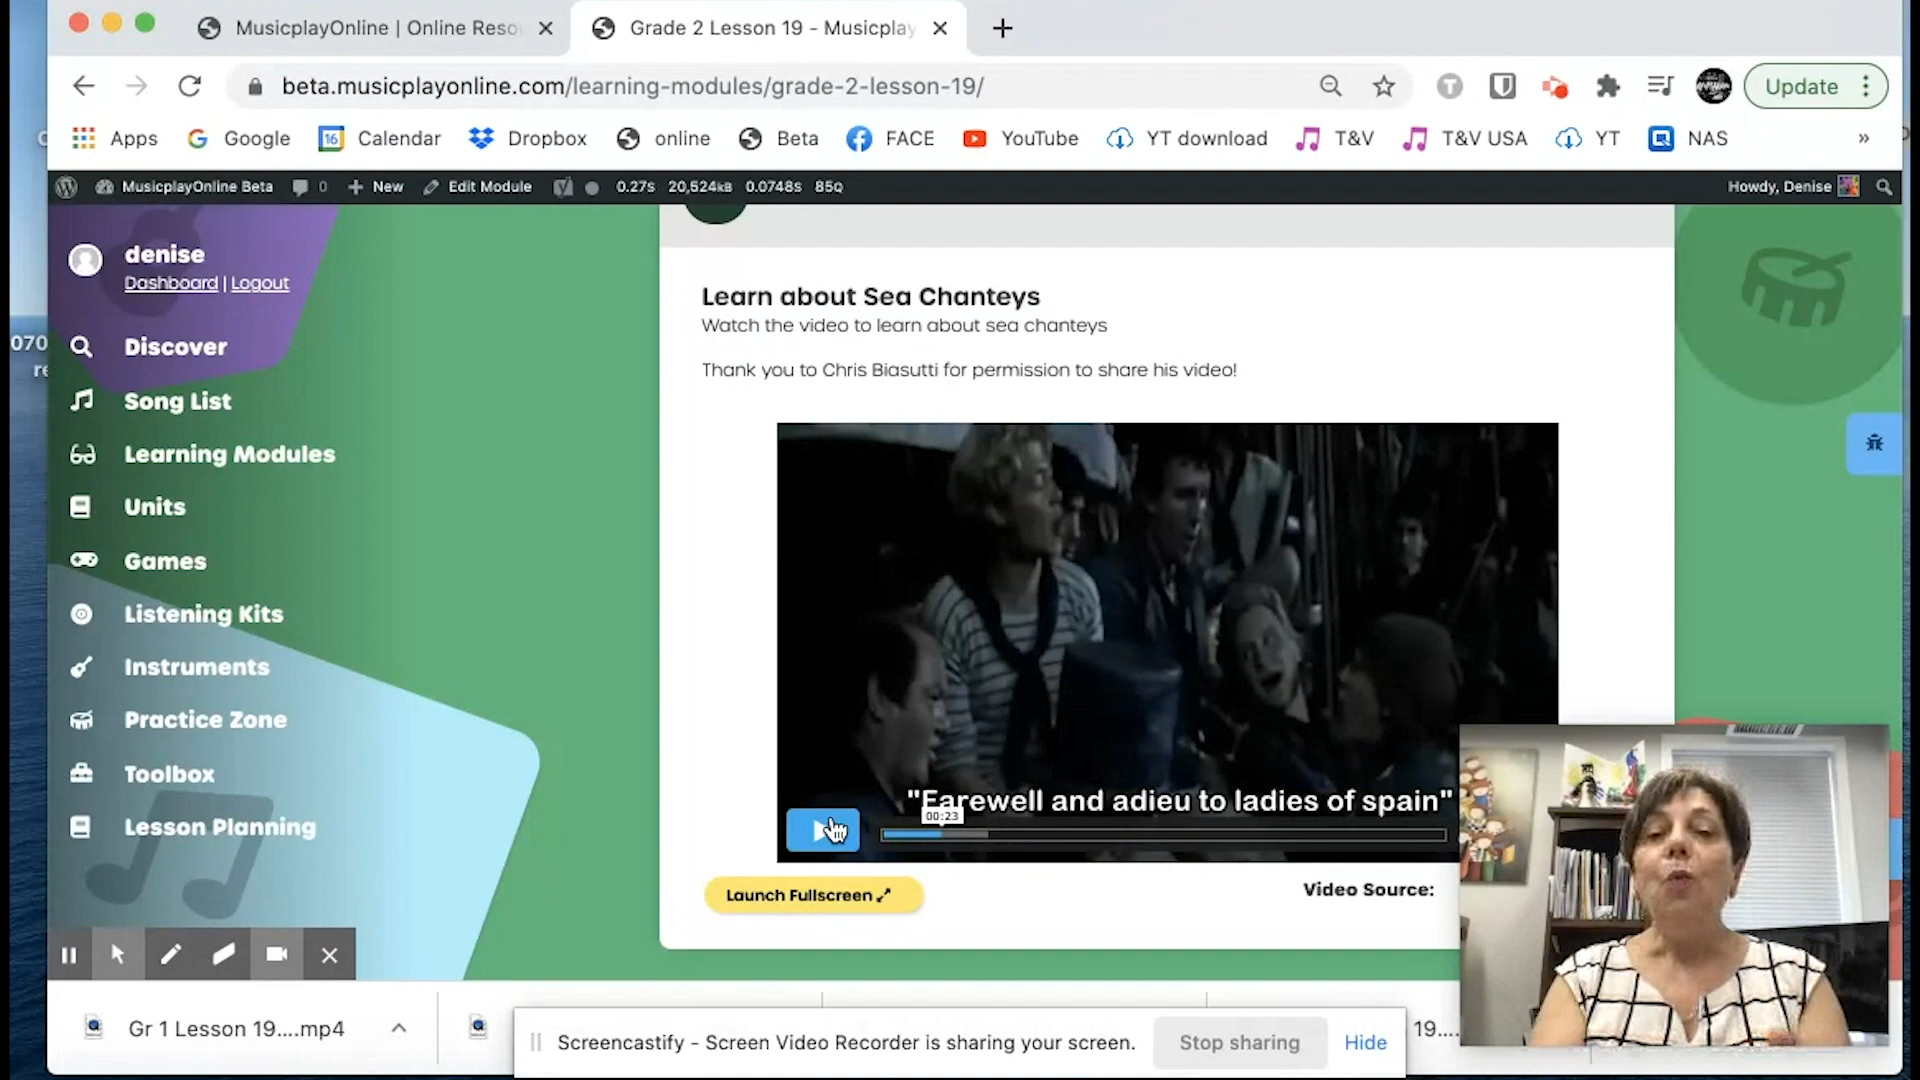 MusicplayOnline | Online Reso
Grade 2 Lesson 19 - Musicplay
beta.musicplayonline.com/learning-modules/grade-2-lesson-19/
T
Update
Apps
Google
16
Calendar
Dropbox
online
Beta
FACE
YouTube
YT download
T&V
T&V USA
YT
NAS
»
MusicplayOnline Beta
0
New
Edit Module
0.27s 20,524kB 0.0748s 85Q
Howdy, Denise
denise
Dashboard | Logout
Discover
Song List
Learning Modules
Units
Games
Listening Kits
Instruments
Practice Zone
Toolbox
Lesson Planning
070
re
Learn about Sea Chanteys
Watch the video to learn about sea chanteys
Thank you to Chris Biasutti for permission to share his video!
"Farewell and adieu to ladies of spain"
00:23
Launch Fullscreen
Video Source:
Gr 1 Lesson 19....mp4
Screencastify - Screen Video Recorder is sharing your screen.
Stop sharing
Hide
19....